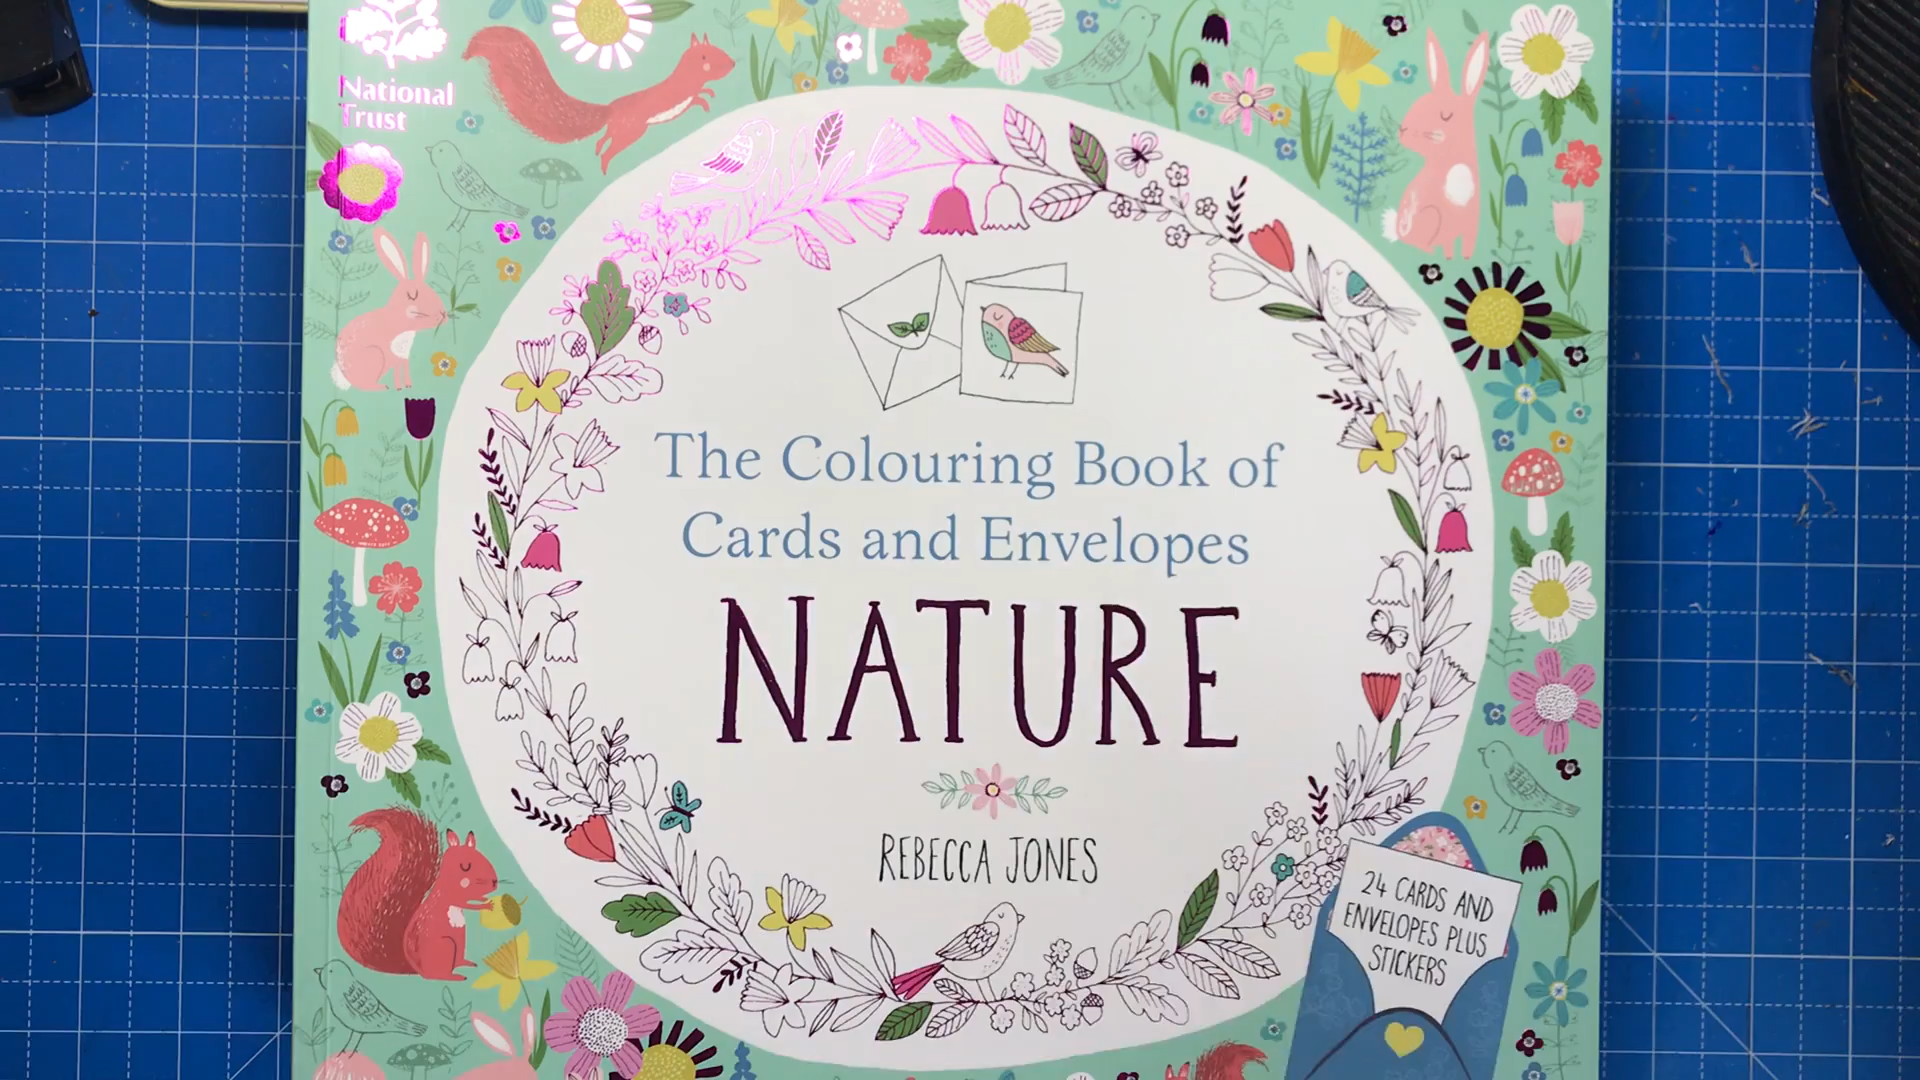 National
Trust
The Colouring Book of
Cards and Envelopes
NATURE
REBECCA JONES
24 CARDS AND
ENVELOPES PLUS
STICKERS